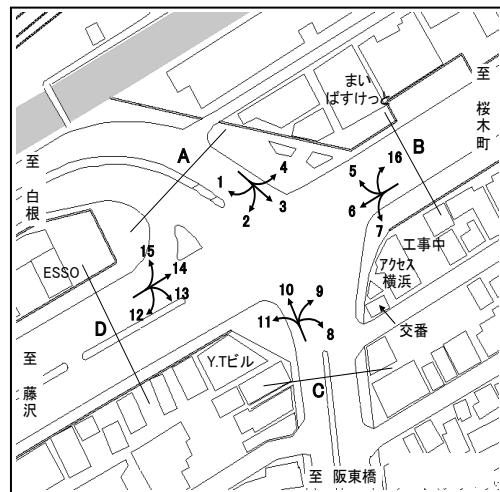 まい
ばすけっと
至
桜
木
町
A
B
至
白
根
1
2
3
4
5
16
6
7
工事中
アクセス
横浜
交番
15
14
13
12
ESSO
D
10
9
11
8
Y.Tビル
C
至
藤
沢
至 阪東橋